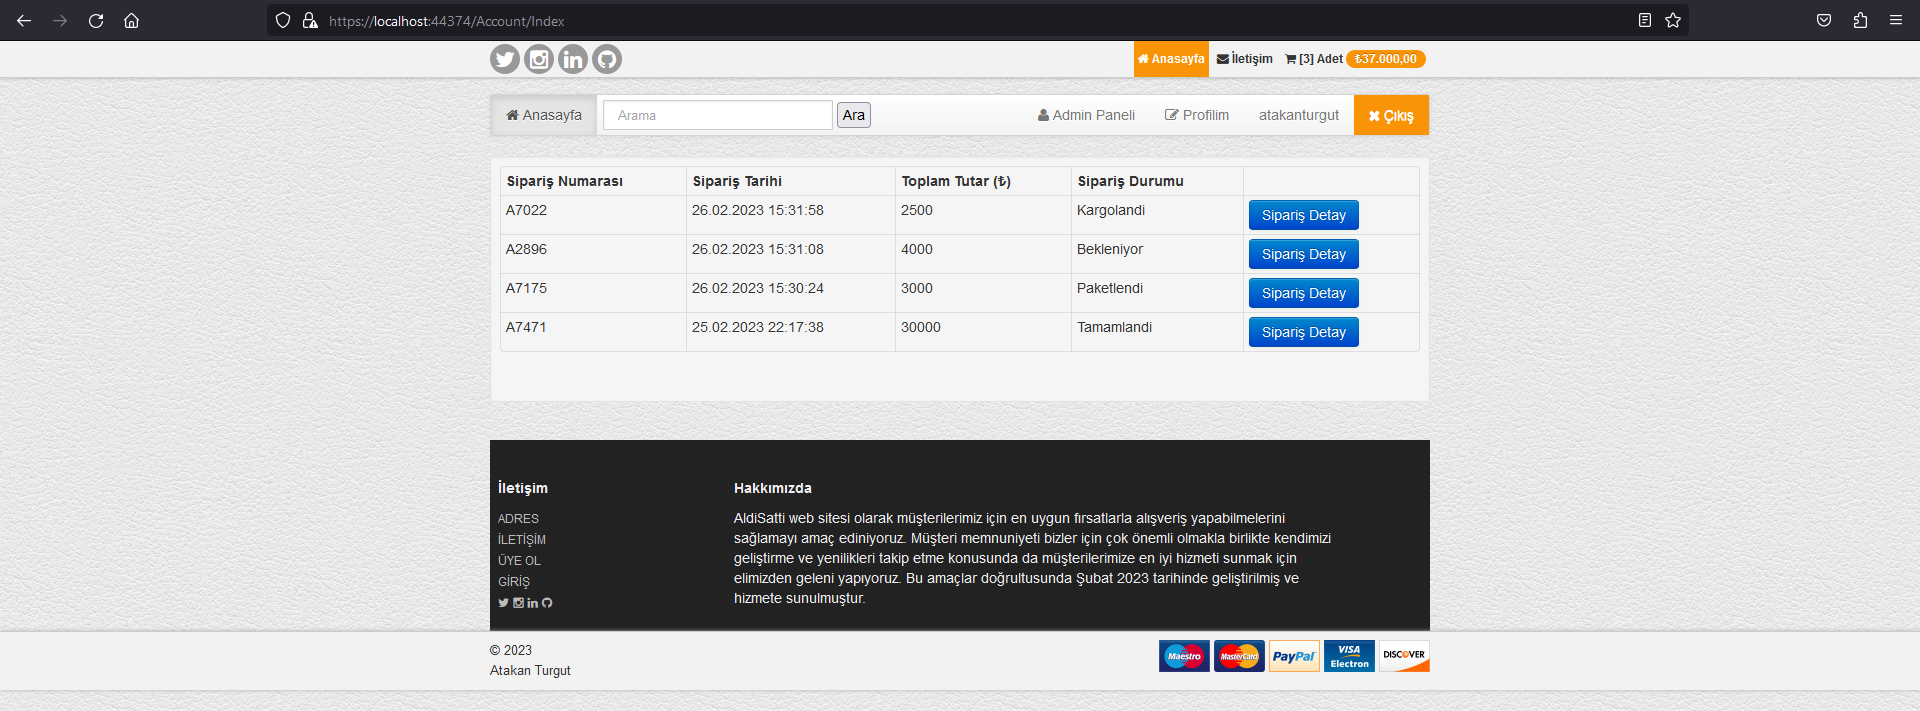 https://localhost:44374/Account/Index
Anasayfa İletişim [3] Adet ₺37.000,00
Anasayfa Arama Ara Admin Paneli Profilim atakanturgut Çıkış
Sipariş Numarası Sipariş Tarihi Toplam Tutar (₺) Sipariş Durumu
A7022 26.02.2023 15:31:58 2500 Kargolandi Sipariş Detay
A2896 26.02.2023 15:31:08 4000 Bekleniyor Sipariş Detay
A7175 26.02.2023 15:30:24 3000 Paketlendi Sipariş Detay
A7471 25.02.2023 22:17:38 30000 Tamamlandi Sipariş Detay
İletişim
ADRES
İLETİŞİM
ÜYE OL
GİRİŞ
Hakkımızda
AldiSatti web sitesi olarak müşterilerimiz için en uygun fırsatlarla alışveriş yapabilmelerini
sağlamayı amaç ediniyoruz. Müşteri memnuniyeti bizler için çok önemli olmakla birlikte kendimizi
geliştirme ve yenilikleri takip etme konusunda da müşterilerimize en iyi hizmeti sunmak için
elimizden geleni yapıyoruz. Bu amaçlar doğrultusunda Şubat 2023 tarihinde geliştirilmiş ve
hizmete sunulmuştur.
© 2023
Atakan Turgut
Maestro MasterCard PayPal VISA Electron DISCOVER